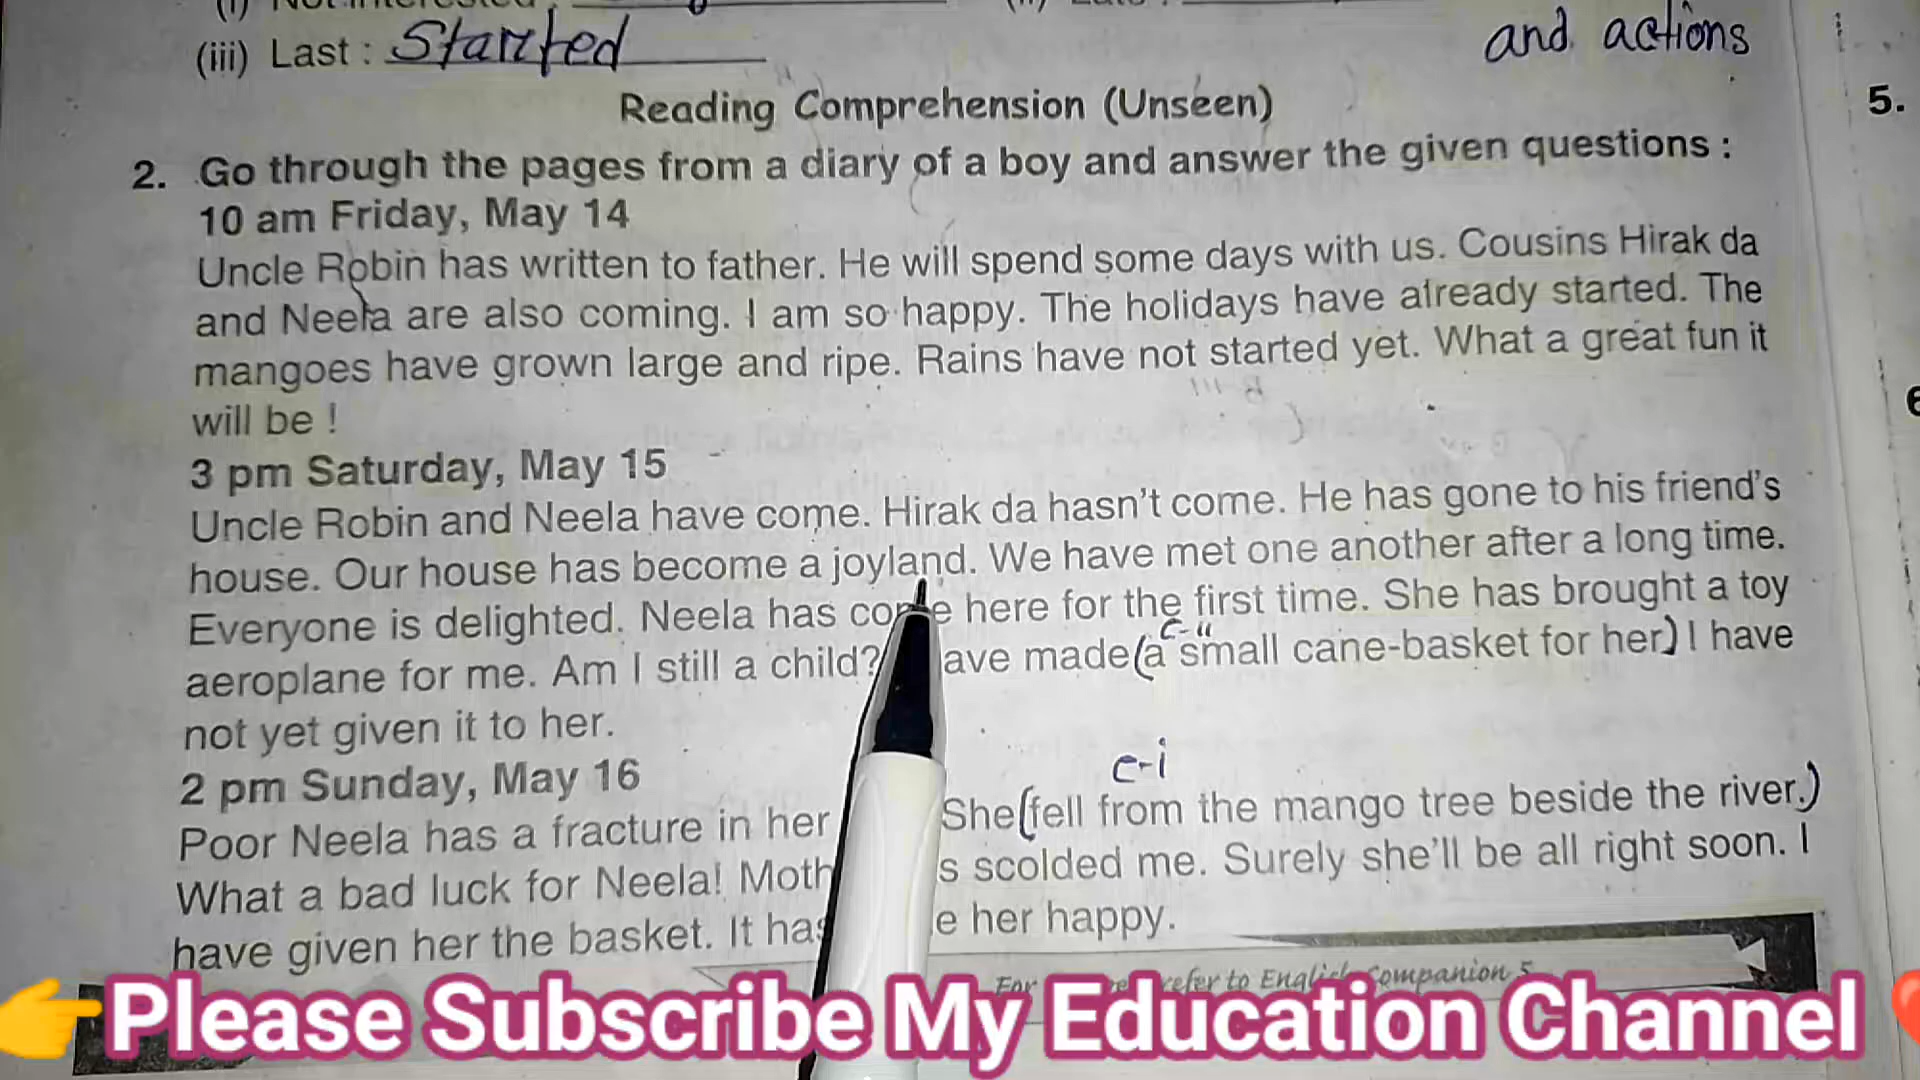 (iii) Last : Started
and actions
Reading Comprehension (Unseen)
5.
2. Go through the pages from a diary of a boy and answer the given questions :
10 am Friday, May 14
Uncle Robin has written to father. He will spend some days with us. Cousins Hirak da
and Neela are also coming. I am so happy. The holidays have already started. The
mangoes have grown large and ripe. Rains have not started yet. What a great fun it
will be !
3 pm Saturday, May 15
Uncle Robin and Neela have come. Hirak da hasn't come. He has gone to his friend's
house. Our house has become a joyland. We have met one another after a long time.
Everyone is delighted. Neela has come here for the first time. She has brought a toy
c-ii
aeroplane for me. Am I still a child? ave made (a small cane-basket for her) I have
not yet given it to her.
c-i
2 pm Sunday, May 16
Poor Neela has a fracture in her She (fell from the mango tree beside the river.)
What a bad luck for Neela! Moth s scolded me. Surely she'll be all right soon. I
have given her the basket. It has e her happy.
For refer to English Companion 5
👉Please Subscribe My Education Channel